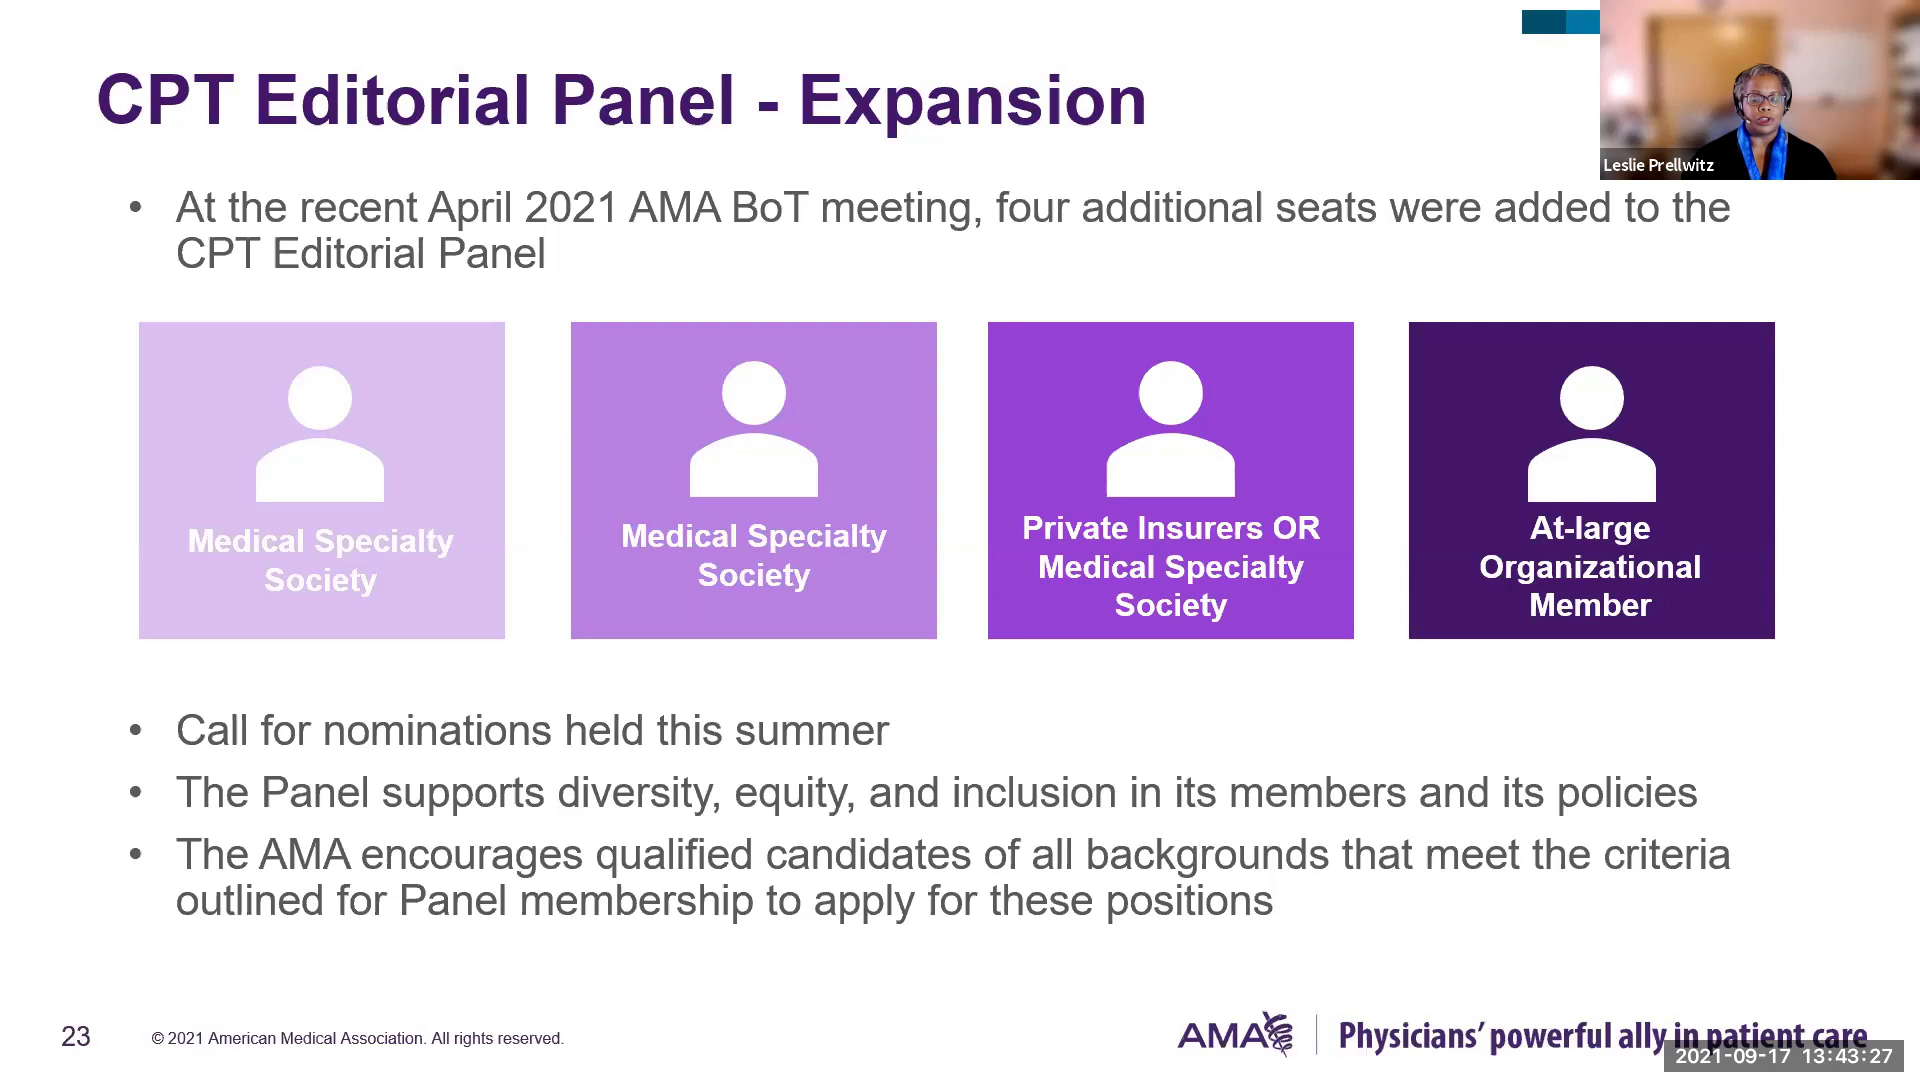 CPT Editorial Panel - Expansion
Leslie Prellwitz
• At the recent April 2021 AMA BoT meeting, four additional seats were added to the
CPT Editorial Panel
Medical Specialty
Society
Medical Specialty
Society
Private Insurers OR
Medical Specialty
Society
At-large
Organizational
Member
• Call for nominations held this summer
• The Panel supports diversity, equity, and inclusion in its members and its policies
• The AMA encourages qualified candidates of all backgrounds that meet the criteria
outlined for Panel membership to apply for these positions
23
© 2021 American Medical Association. All rights reserved.
AMA
Physicians’ powerful ally in patient care
2021-09-17 13:43:27